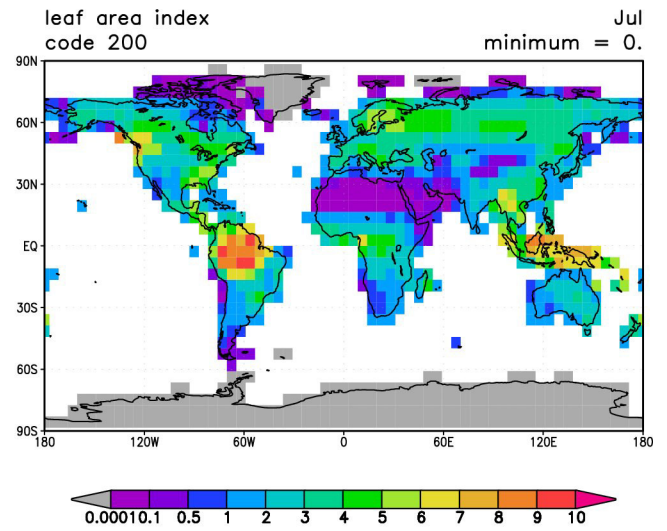 leaf area index Jul
code 200 minimum = 0.
90N
60N
30N
EQ
30S
60S
90S
180 120W 60W 0 60E 120E 180
0.0001 0.1 0.5 1 2 3 4 5 6 7 8 9 10